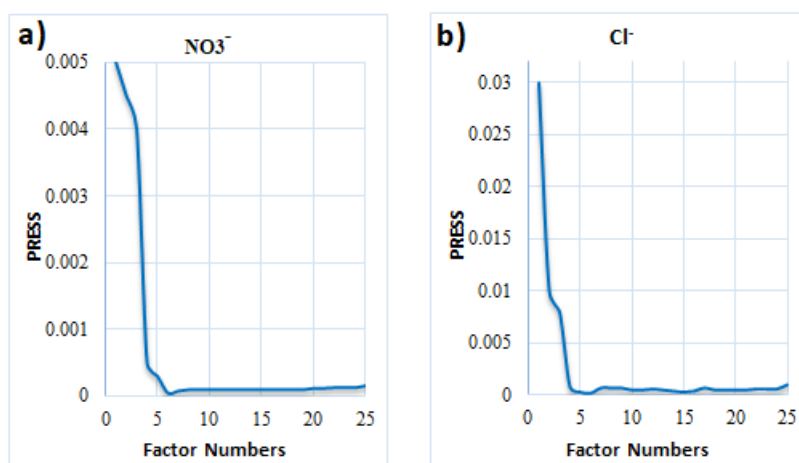 a)
NO3⁻
0.005
0.004
0.003
0.002
0.001
0
PRESS
0 5 10 15 20 25
Factor Numbers
b)
Cl⁻
0.03
0.025
0.02
0.015
0.01
0.005
0
PRESS
0 5 10 15 20 25
Factor Numbers